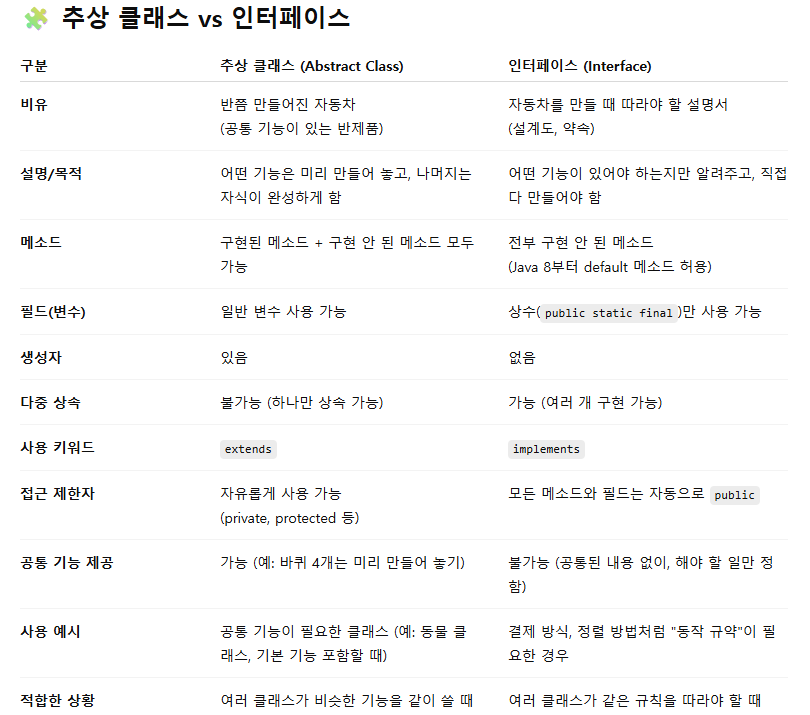 🧩 추상 클래스 vs 인터페이스
구분 추상 클래스 (Abstract Class) 인터페이스 (Interface)
비유 반쯤 만들어진 자동차 자동차를 만들 때 따라야 할 설명서
(공통 기능이 있는 반제품) (설계도, 약속)
설명/목적 어떤 기능은 미리 만들어 놓고, 나머지는 어떤 기능이 있어야 하는지만 알려주고, 직접
자식이 완성하게 함 다 만들어야 함
메소드 구현된 메소드 + 구현 안 된 메소드 모두 전부 구현 안 된 메소드
가능 (Java 8부터 default 메소드 허용)
필드(변수) 일반 변수 사용 가능 상수(public static final)만 사용 가능
생성자 있음 없음
다중 상속 불가능 (하나만 상속 가능) 가능 (여러 개 구현 가능)
사용 키워드 extends implements
접근 제한자 자유롭게 사용 가능 모든 메소드와 필드는 자동으로 public
(private, protected 등)
공통 기능 제공 가능 (예: 바퀴 4개는 미리 만들어 놓기) 불가능 (공통된 내용 없이, 해야 할 일만 정
함)
사용 예시 공통 기능이 필요한 클래스 (예: 동물 클 결제 방식, 정렬 방법처럼 "동작 규약"이 필
래스, 기본 기능 포함할 때) 요한 경우
적합한 상황 여러 클래스가 비슷한 기능을 같이 쓸 때 여러 클래스가 같은 규칙을 따라야 할 때